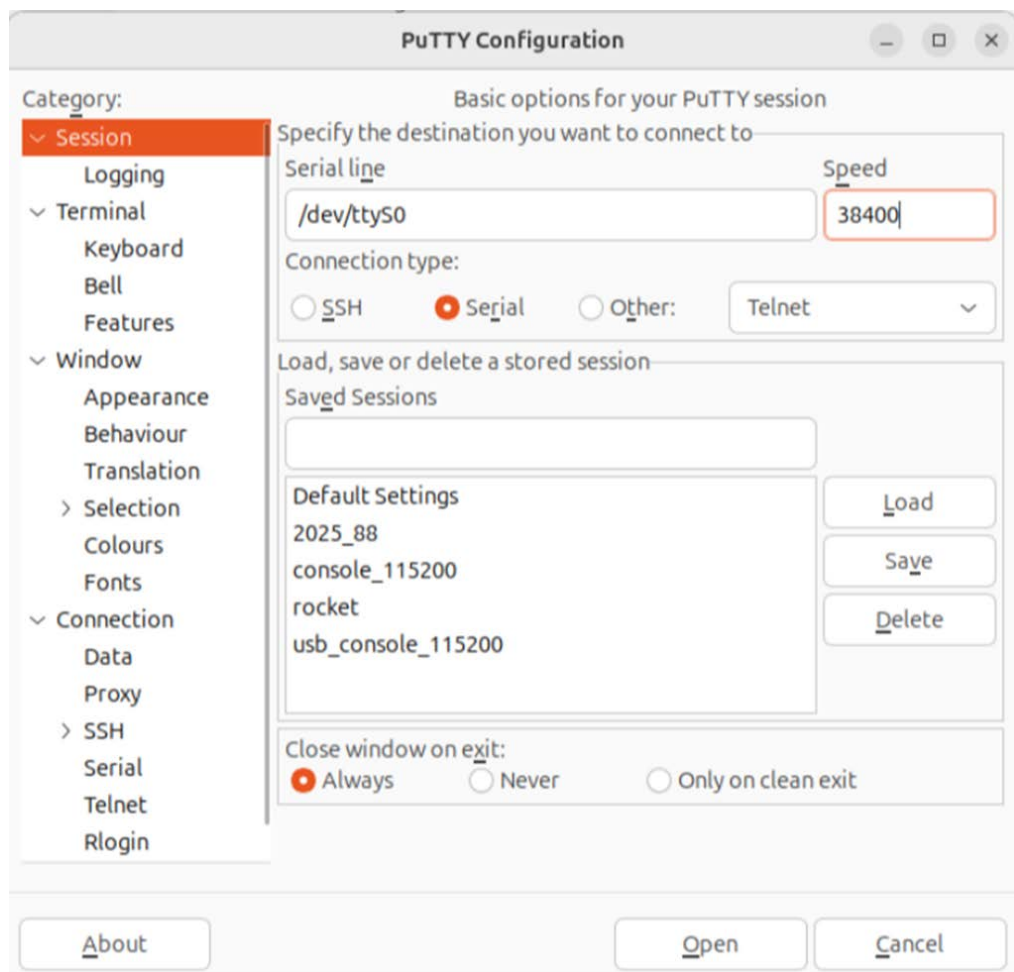 PuTTY Configuration
Category:
Session
Logging
Terminal
Keyboard
Bell
Features
Window
Appearance
Behaviour
Translation
Selection
Colours
Fonts
Connection
Data
Proxy
SSH
Serial
Telnet
Rlogin
Basic options for your PuTTY session
Specify the destination you want to connect to
Serial line Speed
/dev/ttyS0 38400
Connection type:
SSH Serial Other: Telnet
Load, save or delete a stored session
Saved Sessions
Default Settings
2025_88
console_115200
rocket
usb_console_115200
Load
Save
Delete
Close window on exit:
Always Never Only on clean exit
About Open Cancel